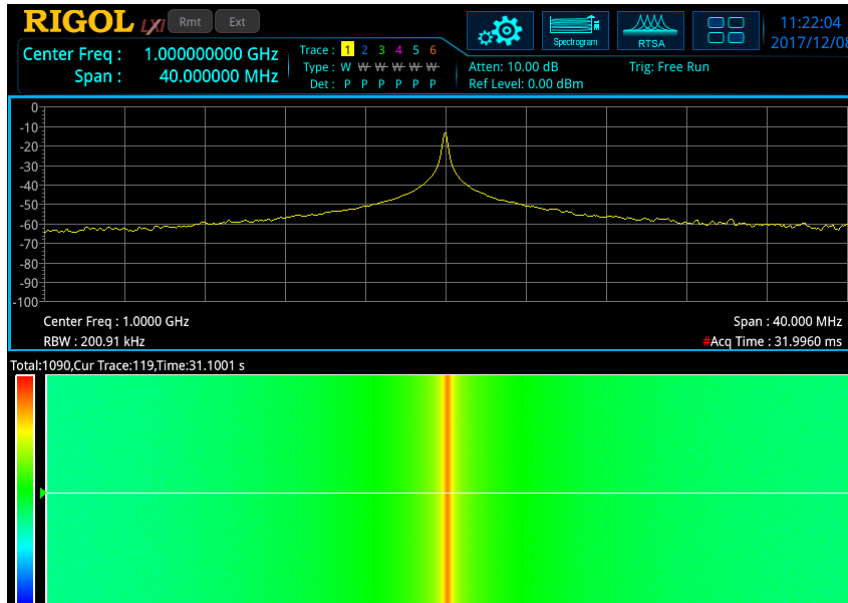 RIGOL LXI Rmt Ext
Center Freq : 1.000000000 GHz
Span : 40.000000 MHz
Trace : 1 2 3 4 5 6
Type : W W W W W W
Det : P P P P P P
Spectrogram
RTSA
11:22:04
2017/12/08
Atten: 10.00 dB
Trig: Free Run
Ref Level: 0.00 dBm
0
-10
-20
-30
-40
-50
-60
-70
-80
-90
-100
Center Freq : 1.0000 GHz
Span : 40.000 MHz
RBW : 200.91 kHz
#Acq Time : 31.9960 ms
Total:1090,Cur Trace:119,Time:31.1001 s